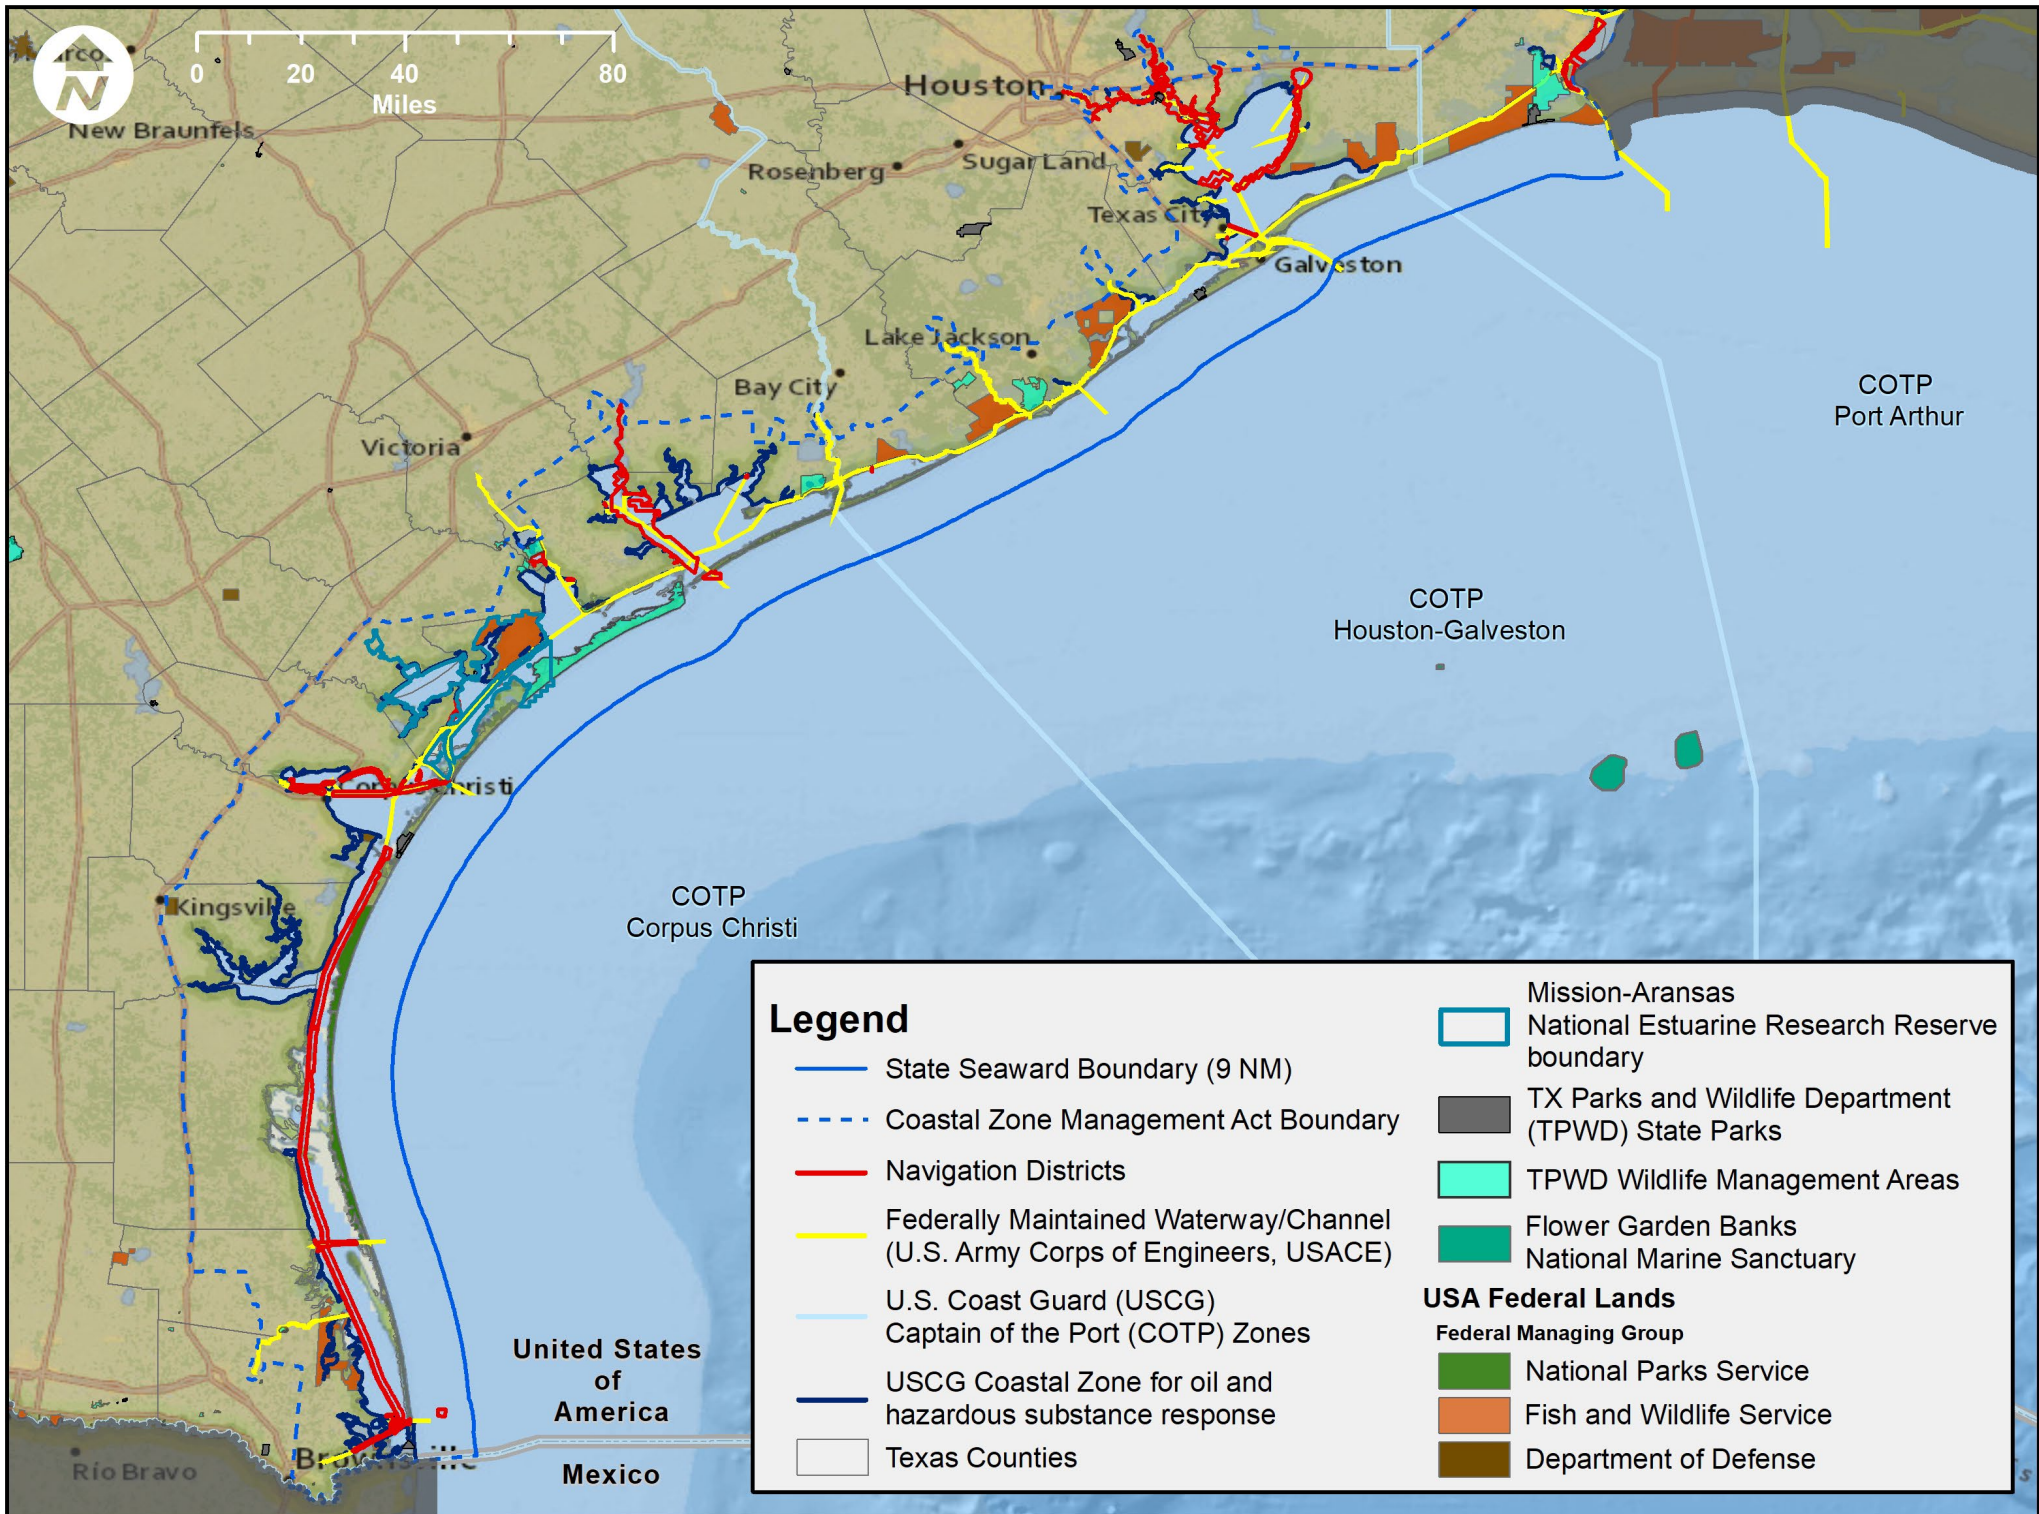 arcos
N
0 20 40 80
Miles
New Braunfels
Houston
Rosenberg
Sugar Land
Texas City
Galveston
Lake Jackson
Bay City
Victoria
COTP
Port Arthur
COTP
Houston-Galveston
Corpus Christi
Kingsville
COTP
Corpus Christi
United States
of
America
Mexico
Brownsville
Río Bravo
Legend
State Seaward Boundary (9 NM)
Coastal Zone Management Act Boundary
Navigation Districts
Federally Maintained Waterway/Channel
(U.S. Army Corps of Engineers, USACE)
U.S. Coast Guard (USCG)
Captain of the Port (COTP) Zones
USCG Coastal Zone for oil and
hazardous substance response
Texas Counties
Mission-Aransas
National Estuarine Research Reserve
boundary
TX Parks and Wildlife Department
(TPWD) State Parks
TPWD Wildlife Management Areas
Flower Garden Banks
National Marine Sanctuary
USA Federal Lands
Federal Managing Group
National Parks Service
Fish and Wildlife Service
Department of Defense